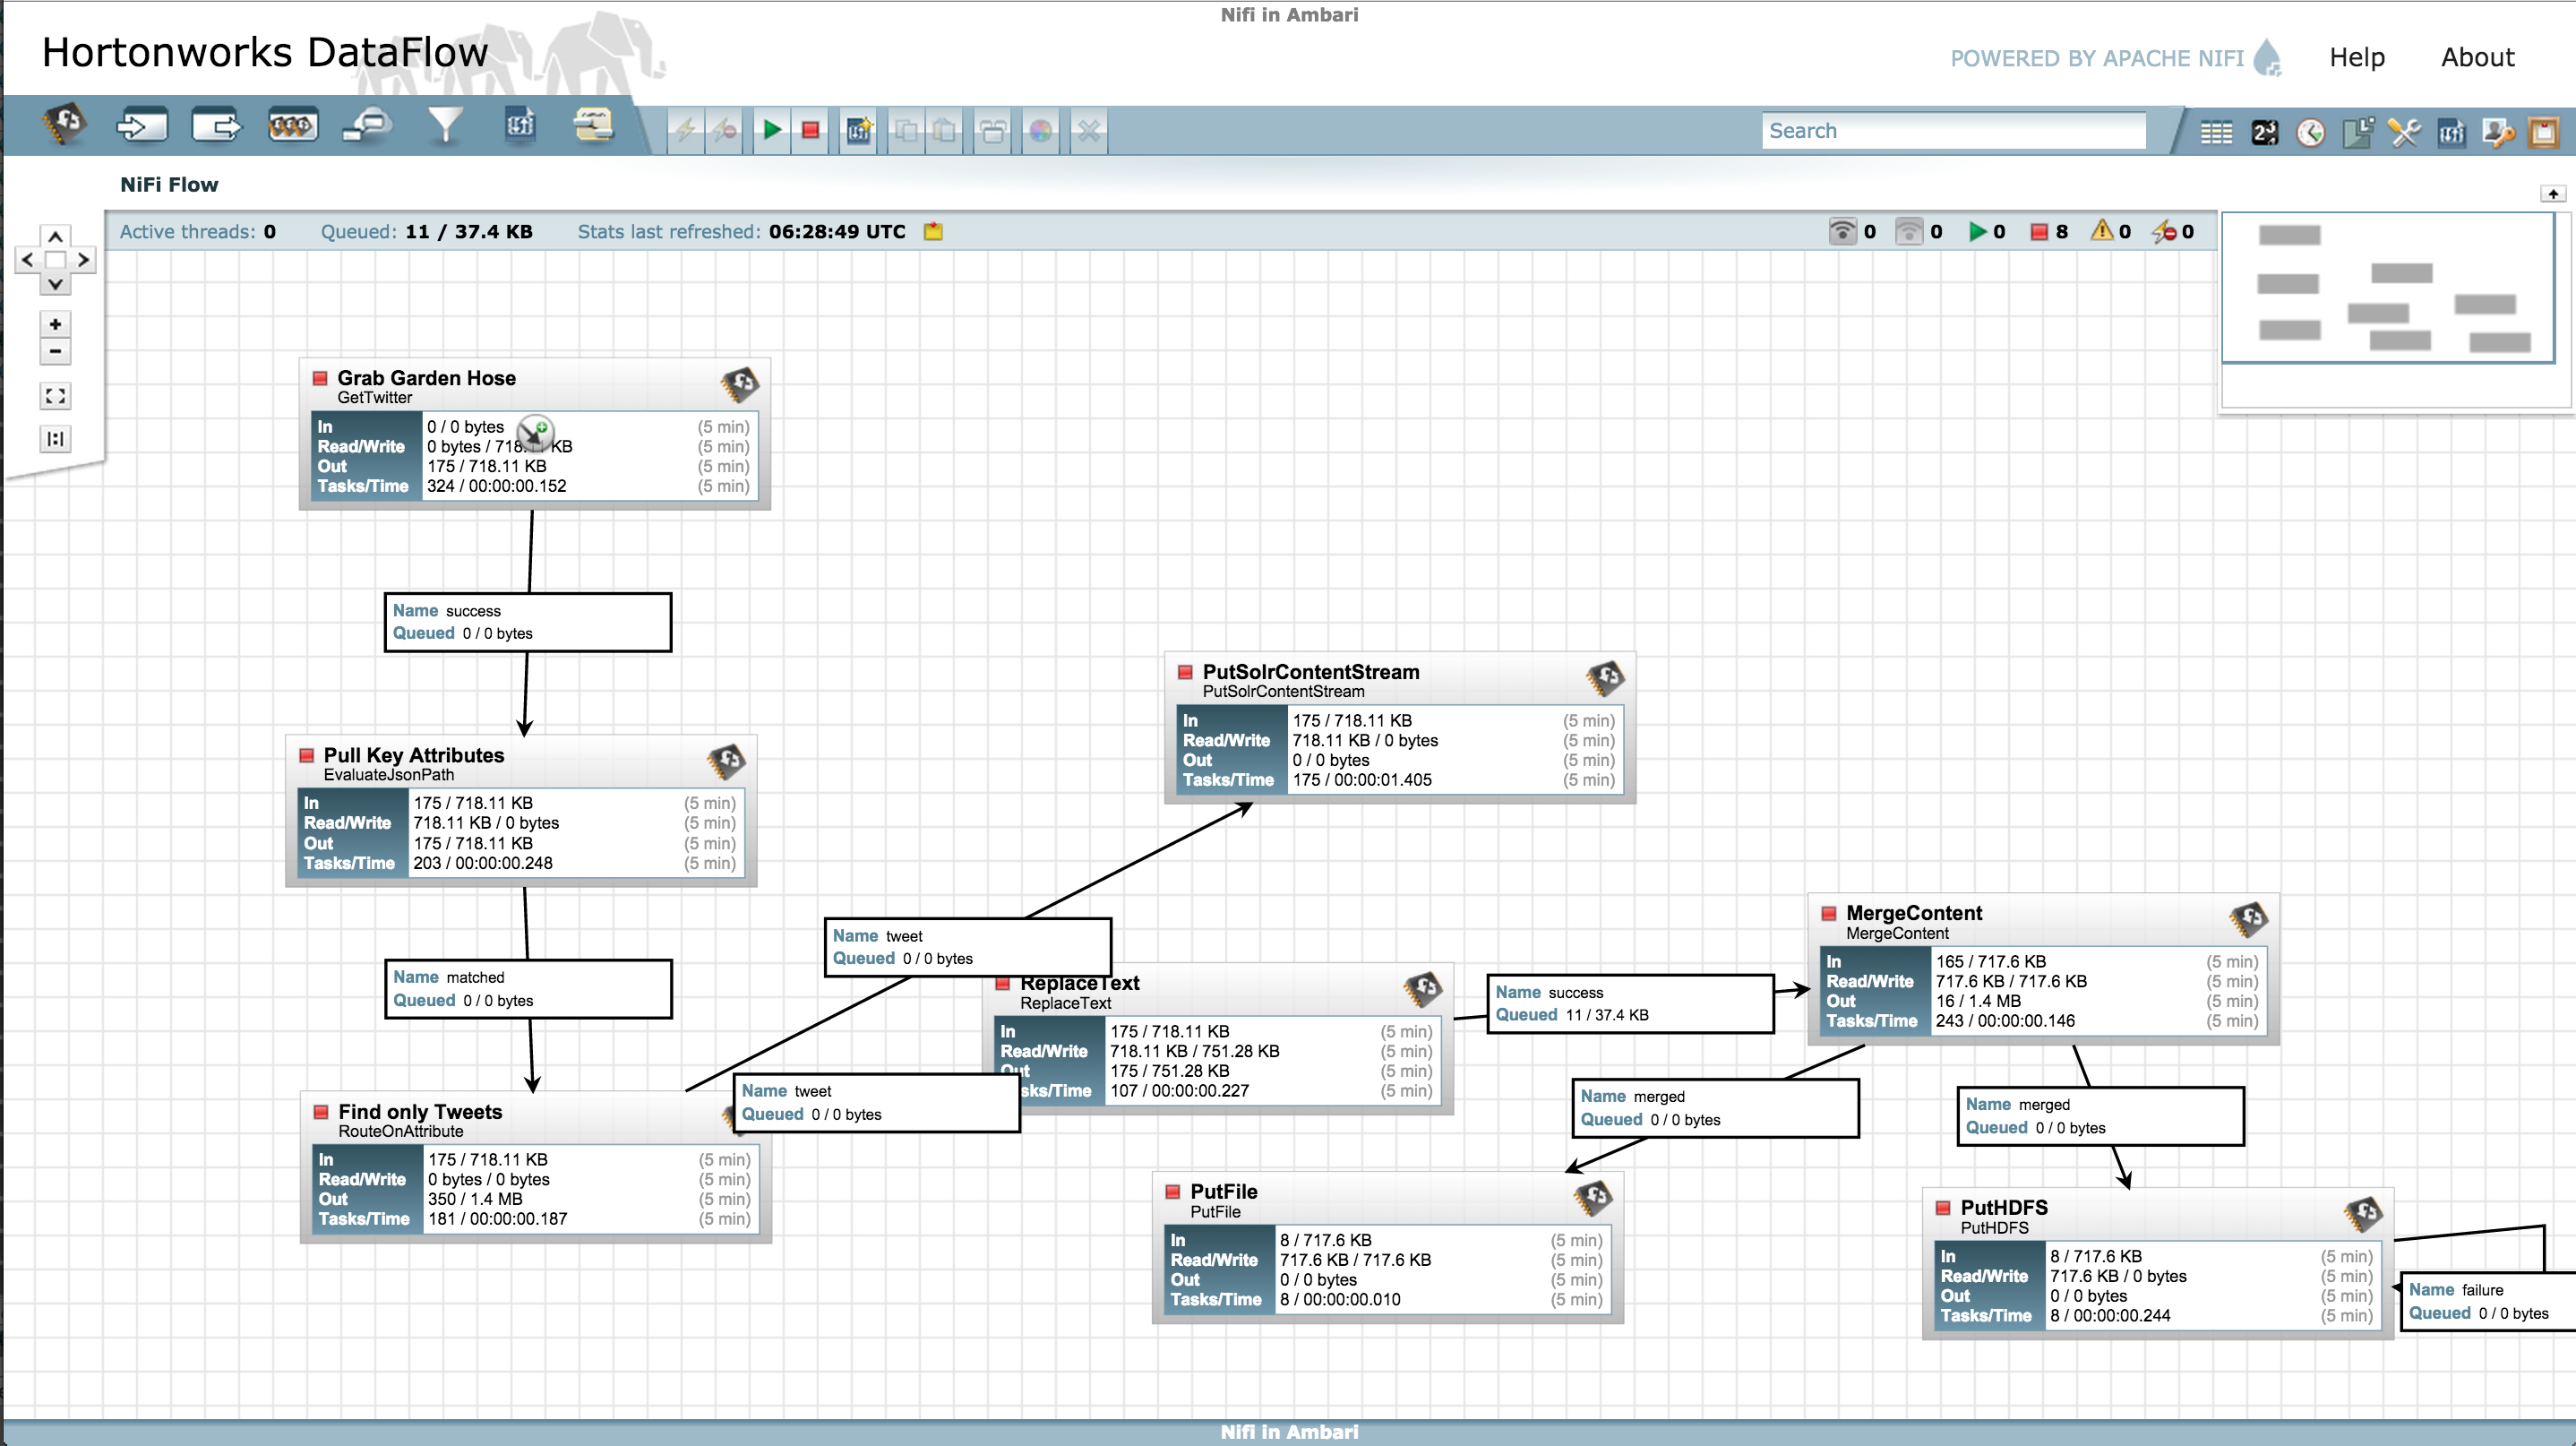 Nifi in Ambari
Hortonworks DataFlow
POWERED BY APACHE NIFI
Help
About
Search
NiFi Flow
Active threads: 0
Queued: 11 / 37.4 KB
Stats last refreshed: 06:28:49 UTC
0
0
0
8
0
0
Grab Garden Hose
GetTwitter
In 0 / 0 bytes (5 min)
Read/Write 0 bytes / 718. KB (5 min)
Out 175 / 718.11 KB (5 min)
Tasks/Time 324 / 00:00:00.152 (5 min)
Name success
Queued 0 / 0 bytes
PutSolrContentStream
PutSolrContentStream
In 175 / 718.11 KB (5 min)
Read/Write 718.11 KB / 0 bytes (5 min)
Out 0 / 0 bytes (5 min)
Tasks/Time 175 / 00:00:01.405 (5 min)
Pull Key Attributes
EvaluateJsonPath
In 175 / 718.11 KB (5 min)
Read/Write 718.11 KB / 0 bytes (5 min)
Out 175 / 718.11 KB (5 min)
Tasks/Time 203 / 00:00:00.248 (5 min)
Name tweet
Queued 0 / 0 bytes
Name matched
Queued 0 / 0 bytes
ReplaceText
ReplaceText
In 175 / 718.11 KB (5 min)
Read/Write 718.11 KB / 751.28 KB (5 min)
Out 175 / 751.28 KB (5 min)
sks/Time 107 / 00:00:00.227 (5 min)
Name success
Queued 11 / 37.4 KB
MergeContent
MergeContent
In 165 / 717.6 KB (5 min)
Read/Write 717.6 KB / 717.6 KB (5 min)
Out 16 / 1.4 MB (5 min)
Tasks/Time 243 / 00:00:00.146 (5 min)
Name tweet
Queued 0 / 0 bytes
Name merged
Queued 0 / 0 bytes
Name merged
Queued 0 / 0 bytes
Find only Tweets
RouteOnAttribute
In 175 / 718.11 KB (5 min)
Read/Write 0 bytes / 0 bytes (5 min)
Out 350 / 1.4 MB (5 min)
Tasks/Time 181 / 00:00:00.187 (5 min)
PutFile
PutFile
In 8 / 717.6 KB (5 min)
Read/Write 717.6 KB / 717.6 KB (5 min)
Out 0 / 0 bytes (5 min)
Tasks/Time 8 / 00:00:00.010 (5 min)
PutHDFS
PutHDFS
In 8 / 717.6 KB (5 min)
Read/Write 717.6 KB / 0 bytes (5 min)
Out 0 / 0 bytes (5 min)
Tasks/Time 8 / 00:00:00.244 (5 min)
Name failure
Queued 0 / 0 bytes
Nifi in Ambari